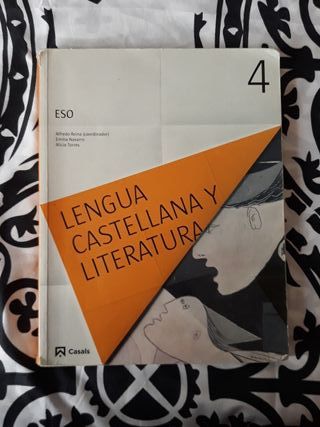 4
ESO
Alfredo Reina (coordinador)
Emilia Navarro
Alicia Torres
LENGUA
CASTELLANA Y
LITERATURA
Casals